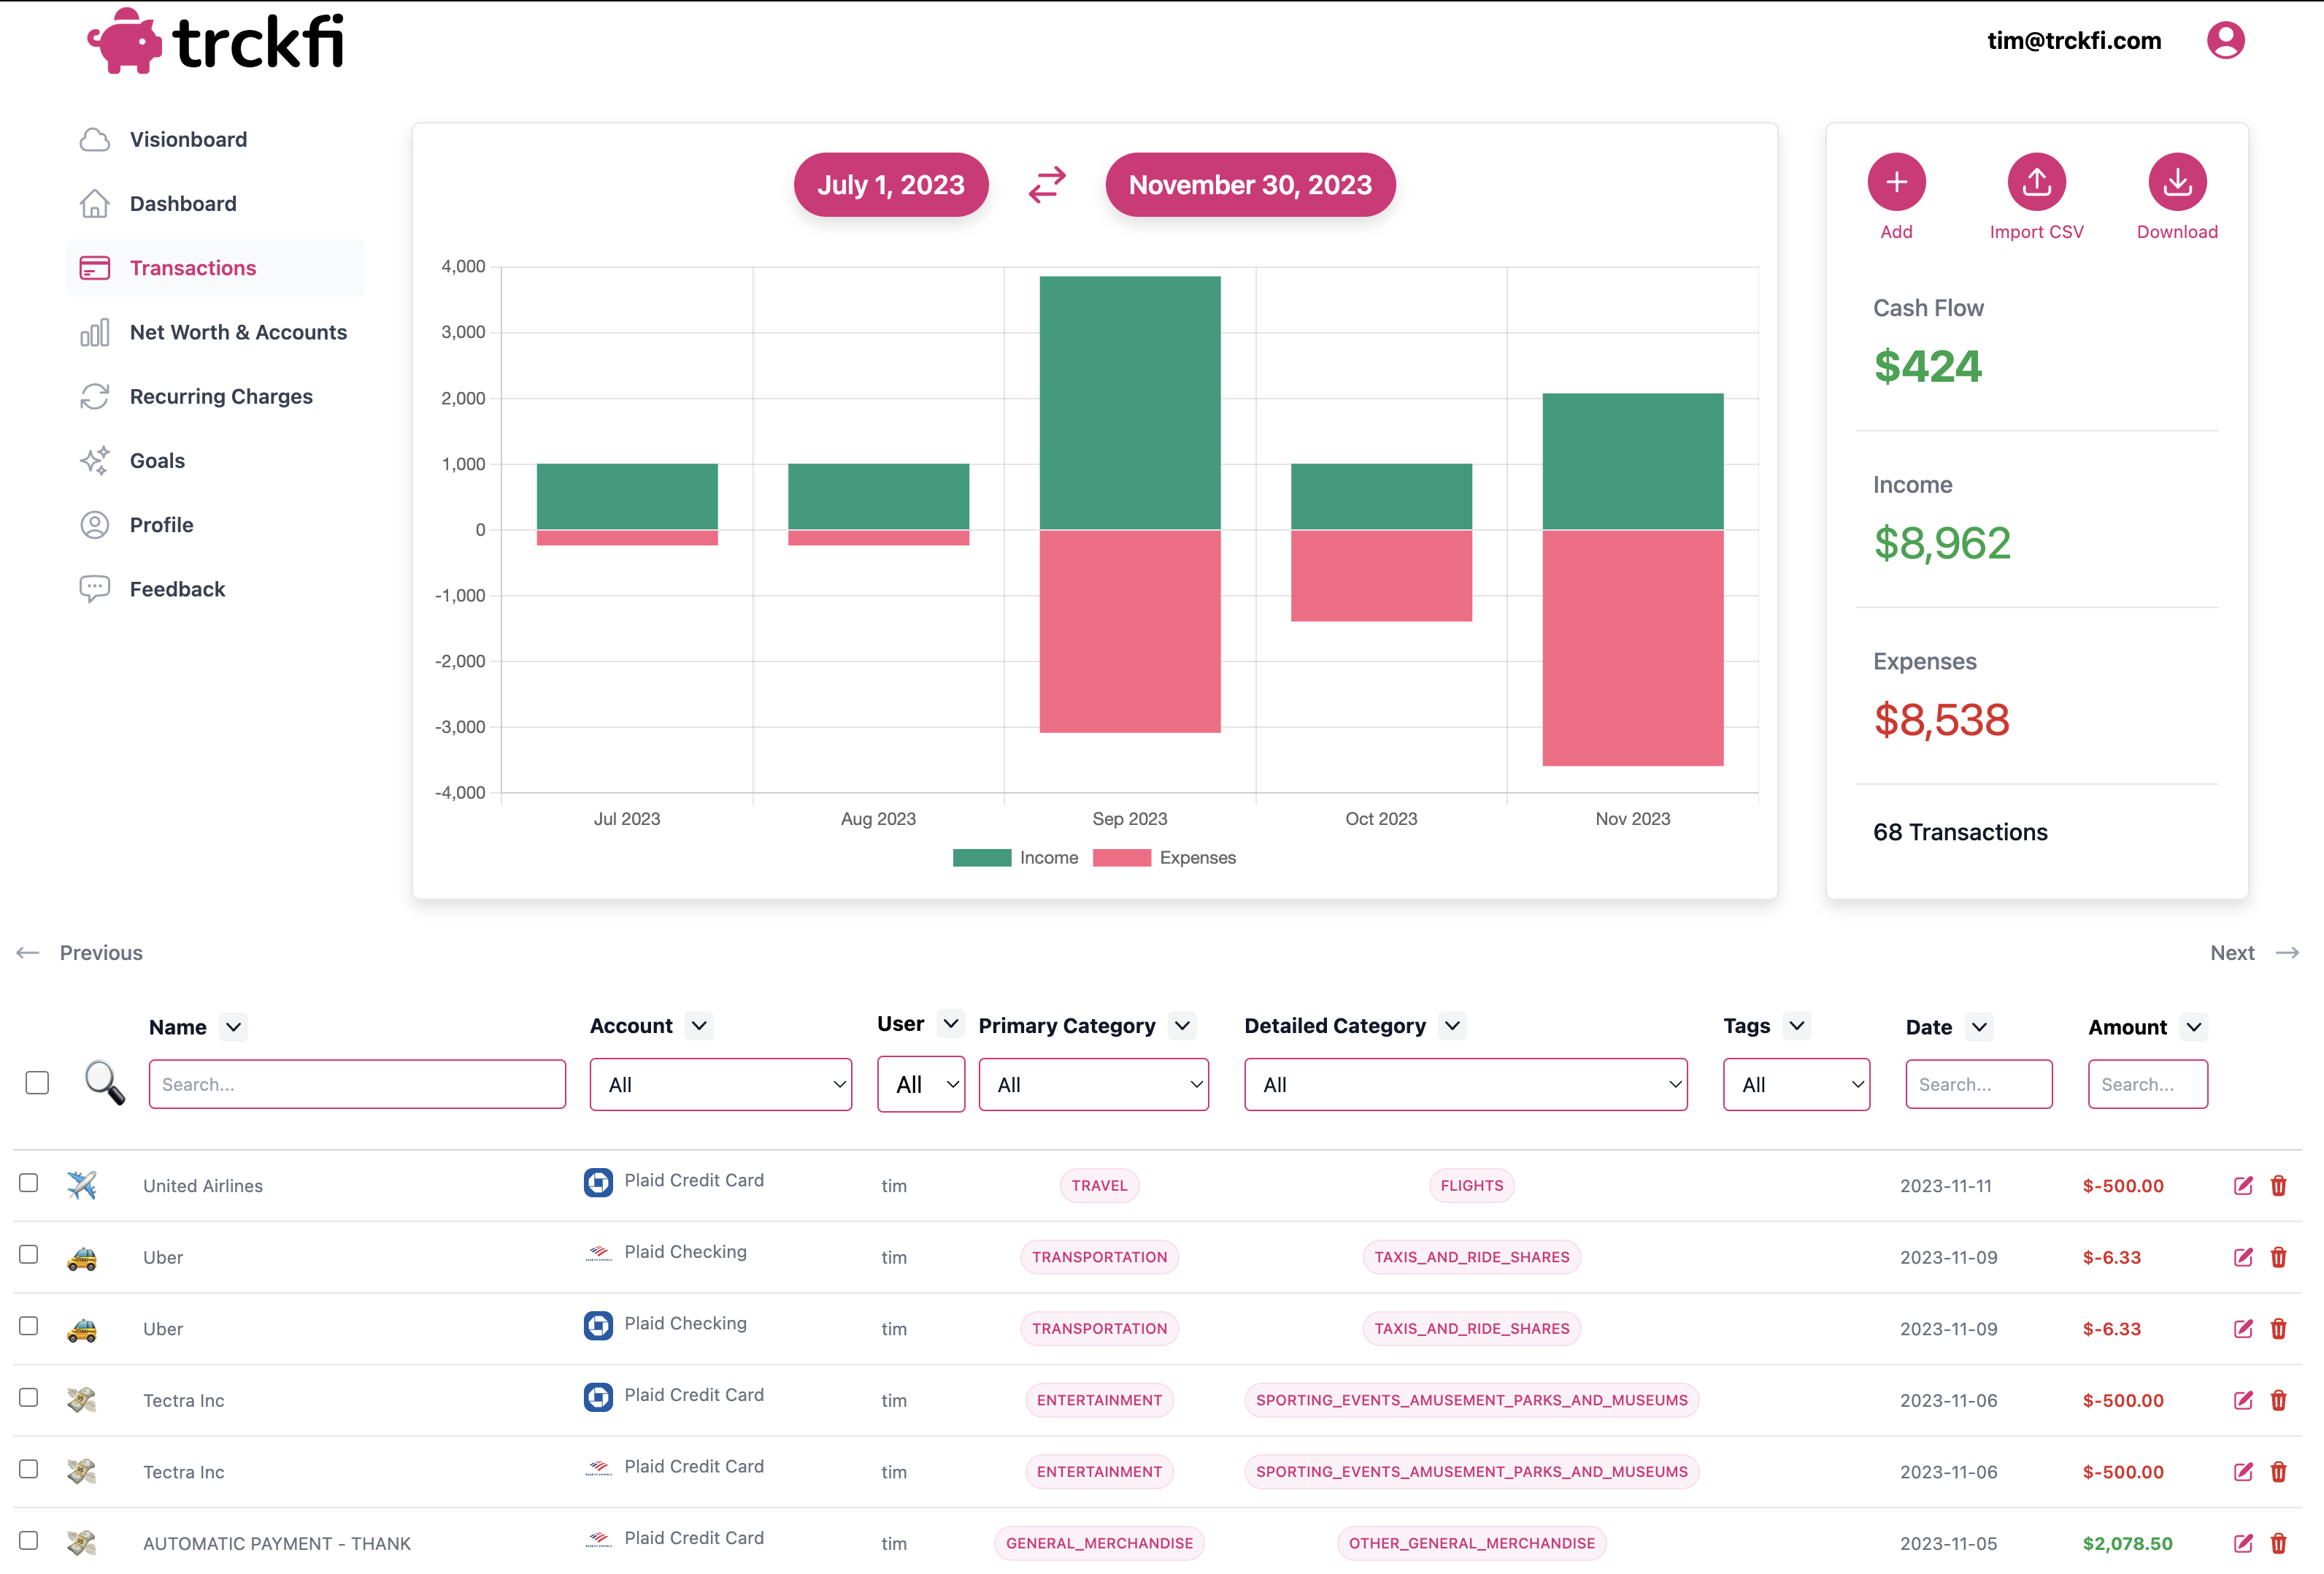 trckfi
tim@trckfi.com
Visionboard
Dashboard
Transactions
Net Worth & Accounts
Recurring Charges
Goals
Profile
Feedback
July 1, 2023
November 30, 2023
4,000
3,000
2,000
1,000
0
-1,000
-2,000
-3,000
-4,000
Jul 2023 Aug 2023 Sep 2023 Oct 2023 Nov 2023
Income Expenses
Add Import CSV Download
Cash Flow
$424
Income
$8,962
Expenses
$8,538
68 Transactions
Previous Next
Name Account User Primary Category Detailed Category Tags Date Amount
Search... All All All All All Search... Search...
United Airlines Plaid Credit Card tim TRAVEL FLIGHTS 2023-11-11 $-500.00
Uber Plaid Checking tim TRANSPORTATION TAXIS_AND_RIDE_SHARES 2023-11-09 $-6.33
Uber Plaid Checking tim TRANSPORTATION TAXIS_AND_RIDE_SHARES 2023-11-09 $-6.33
Tectra Inc Plaid Credit Card tim ENTERTAINMENT SPORTING_EVENTS_AMUSEMENT_PARKS_AND_MUSEUMS 2023-11-06 $-500.00
Tectra Inc Plaid Credit Card tim ENTERTAINMENT SPORTING_EVENTS_AMUSEMENT_PARKS_AND_MUSEUMS 2023-11-06 $-500.00
AUTOMATIC PAYMENT - THANK Plaid Credit Card tim GENERAL_MERCHANDISE OTHER_GENERAL_MERCHANDISE 2023-11-05 $2,078.50